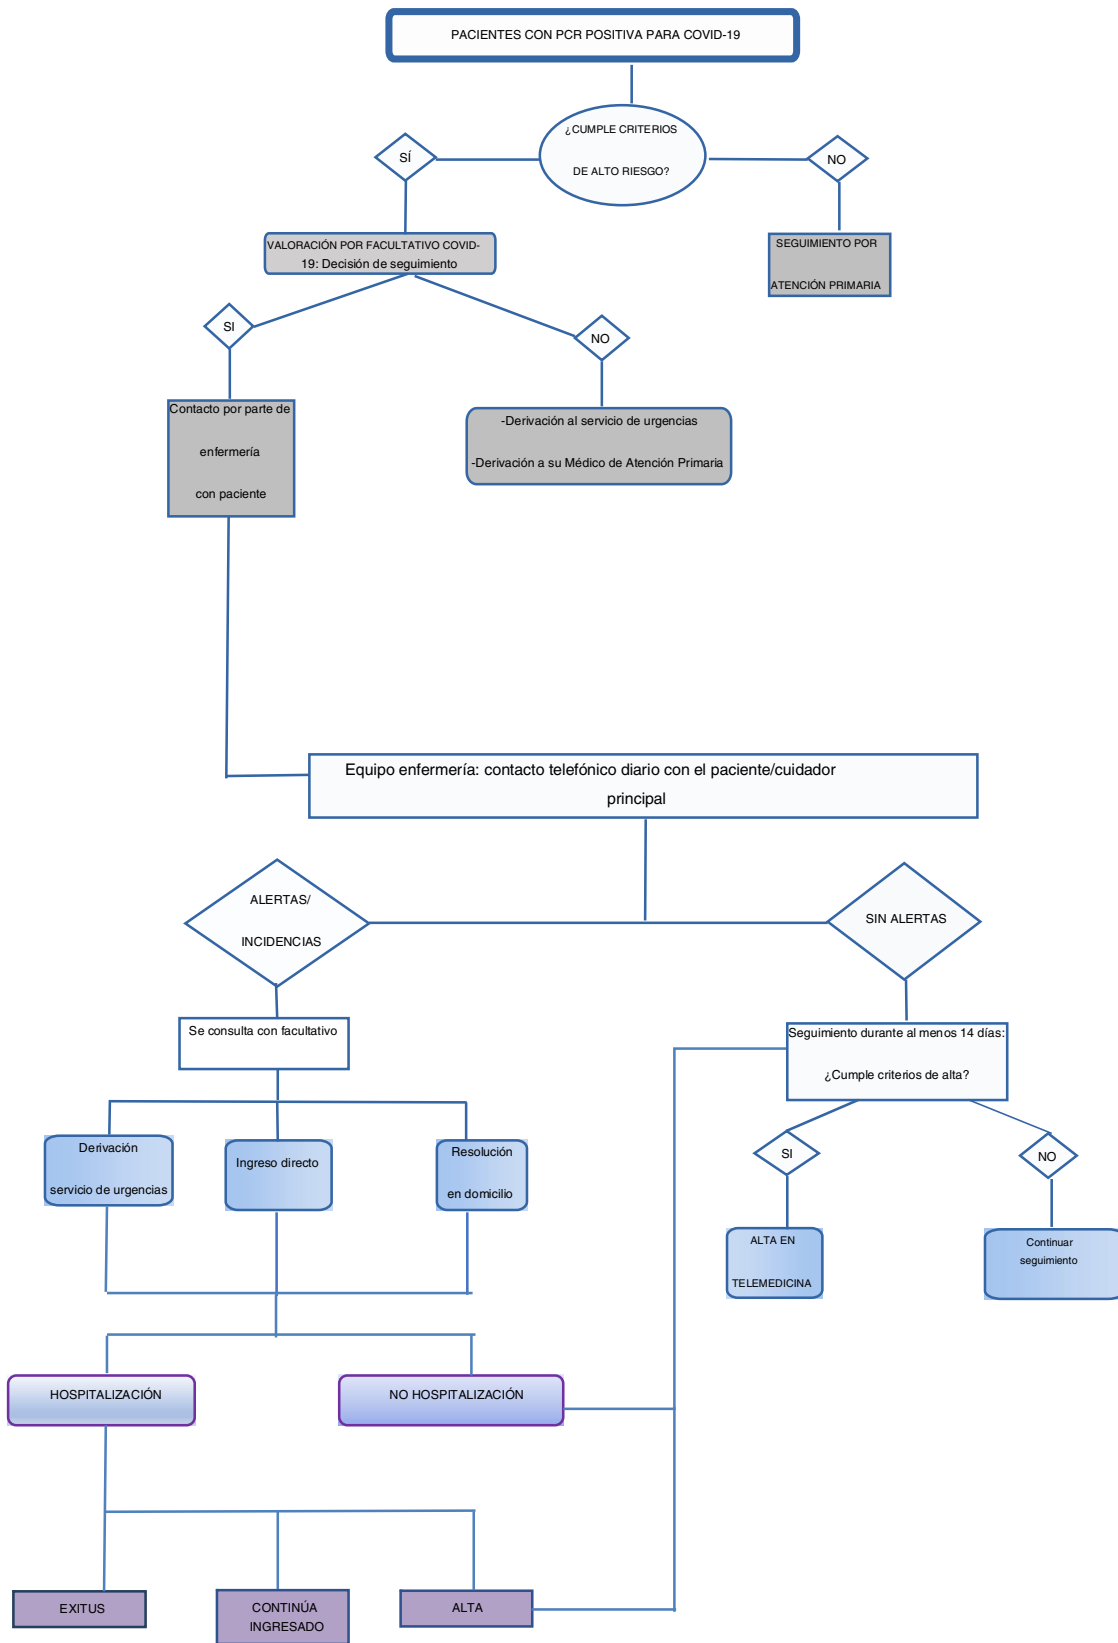 PACIENTES CON PCR POSITIVA PARA COVID-19
¿CUMPLE CRITERIOS
DE ALTO RIESGO?
SÍ
NO
VALORACIÓN POR FACULTATIVO COVID-
19: Decisión de seguimiento
SEGUIMIENTO POR
ATENCIÓN PRIMARIA
SI
NO
Contacto por parte de
enfermería
con paciente
-Derivación al servicio de urgencias
-Derivación a su Médico de Atención Primaria
Equipo enfermería: contacto telefónico diario con el paciente/cuidador
principal
ALERTAS/
INCIDENCIAS
SIN ALERTAS
Se consulta con facultativo
Seguimiento durante al menos 14 días:
¿Cumple criterios de alta?
Derivación
servicio de urgencias
Ingreso directo
Resolución
en domicilio
SI
NO
ALTA EN
TELEMEDICINA
Continuar
seguimiento
HOSPITALIZACIÓN
NO HOSPITALIZACIÓN
EXITUS
CONTINÚA
INGRESADO
ALTA